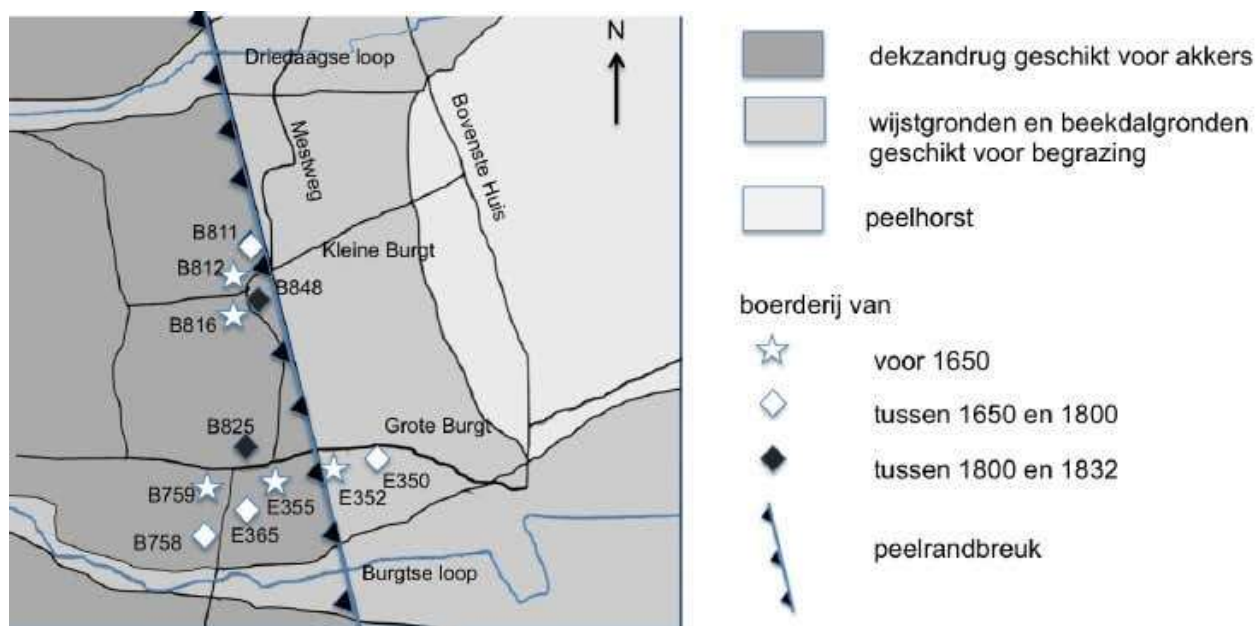 N
Driedaagse loop
Mestweg
Bovenste Huis
B811
Kleine Burgt
B812
B848
B816
B825
Grote Burgt
B759
E355
E352
E350
B758
E365
Burgtse loop
dekzandrug geschikt voor akkers
wijstgronden en beekdalgronden
geschikt voor begrazing
peelhorst
boerderij van
voor 1650
tussen 1650 en 1800
tussen 1800 en 1832
peelrandbreuk